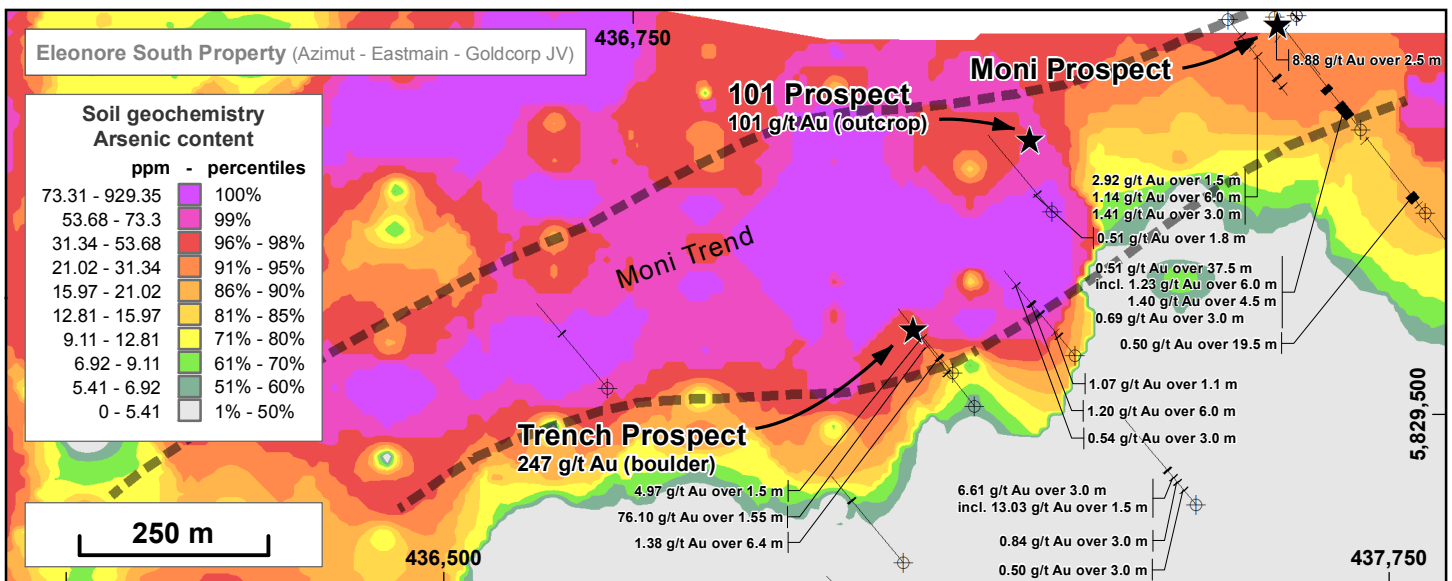 Eleonore South Property (Azimut - Eastmain - Goldcorp JV)
436,750
Moni Prospect
8.88 g/t Au over 2.5 m
101 Prospect
101 g/t Au (outcrop)
Soil geochemistry
Arsenic content
ppm - percentiles
73.31 - 929.35 100%
53.68 - 73.3 99%
31.34 - 53.68 96% - 98%
21.02 - 31.34 91% - 95%
15.97 - 21.02 86% - 90%
12.81 - 15.97 81% - 85%
9.11 - 12.81 71% - 80%
6.92 - 9.11 61% - 70%
5.41 - 6.92 51% - 60%
0 - 5.41 1% - 50%
Moni Trend
2.92 g/t Au over 1.5 m
1.14 g/t Au over 6.0 m
1.41 g/t Au over 3.0 m
0.51 g/t Au over 1.8 m
0.51 g/t Au over 37.5 m
incl. 1.23 g/t Au over 6.0 m
1.40 g/t Au over 4.5 m
0.69 g/t Au over 3.0 m
0.50 g/t Au over 19.5 m
1.07 g/t Au over 1.1 m
1.20 g/t Au over 6.0 m
0.54 g/t Au over 3.0 m
5,829,500
Trench Prospect
247 g/t Au (boulder)
4.97 g/t Au over 1.5 m
76.10 g/t Au over 1.55 m
1.38 g/t Au over 6.4 m
6.61 g/t Au over 3.0 m
incl. 13.03 g/t Au over 1.5 m
0.84 g/t Au over 3.0 m
0.50 g/t Au over 3.0 m
250 m
436,500
437,750